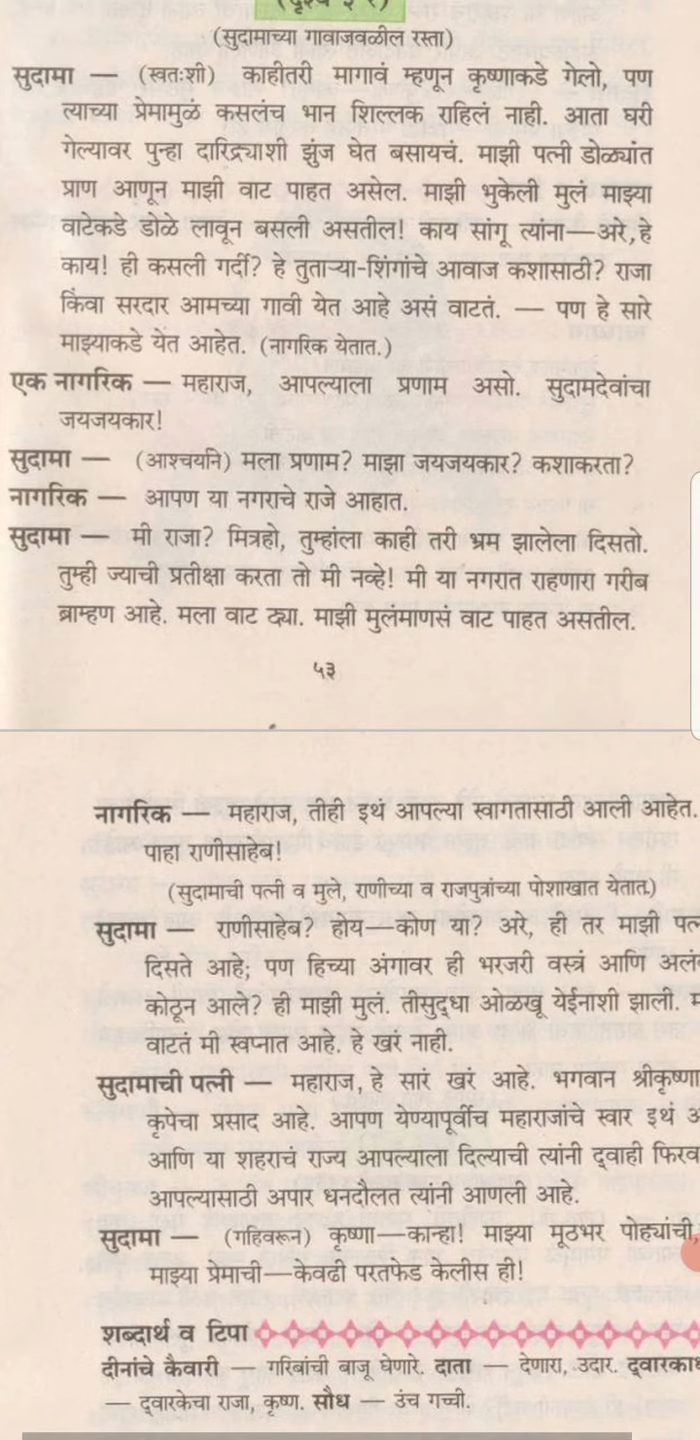 (सुदामाच्या गावाजवळील रस्ता)
सुदामा — (स्वतःशी) काहीतरी मागावं म्हणून कृष्णाकडे गेलो, पण
त्याच्या प्रेमामुळं कसलंच भान शिल्लक राहिलं नाही. आता घरी
गेल्यावर पुन्हा दारिद्र्याशी झुंज घेत बसायचं. माझी पत्नी डोळ्यांत
प्राण आणून माझी वाट पाहत असेल. माझी भुकेली मुलं माझ्या
वाटेकडे डोळे लावून बसली असतील! काय सांगू त्यांना—अरे, हे
काय! ही कसली गर्दी? हे तुताऱ्या-शिंगांचे आवाज कशासाठी? राजा
किंवा सरदार आमच्या गावी येत आहे असं वाटतं. — पण हे सारे
माझ्याकडे येत आहेत. (नागरिक येतात.)
एक नागरिक — महाराज, आपल्याला प्रणाम असो. सुदामदेवांचा
जयजयकार!
सुदामा — (आश्चर्याने) मला प्रणाम? माझा जयजयकार? कशाकरता?
नागरिक — आपण या नगराचे राजे आहात.
सुदामा — मी राजा? मित्रहो, तुम्हांला काही तरी भ्रम झालेला दिसतो.
तुम्ही ज्याची प्रतीक्षा करता तो मी नव्हे! मी या नगरात राहणारा गरीब
ब्राम्हण आहे. मला वाट द्या. माझी मुलंमाणसं वाट पाहत असतील.
५३
नागरिक — महाराज, तीही इथं आपल्या स्वागतासाठी आली आहेत.
पाहा राणीसाहेब!
(सुदामाची पत्नी व मुले, राणीच्या व राजपुत्रांच्या पोशाखात येतात.)
सुदामा — राणीसाहेब? होय—कोण या? अरे, ही तर माझी
दिसते आहे; पण हिच्या अंगावर ही भरजरी वस्त्रं आणि
कोठून आले? ही माझी मुलं. तीसुद्धा ओळखू येईनाशी झाली.
वाटतं मी स्वप्नात आहे. हे खरं नाही.
सुदामाची पत्नी — महाराज, हे सारं खरं आहे. भगवान श्रीकृष्णा
कृपेचा प्रसाद आहे. आपण येण्यापूर्वीच महाराजांचे स्वार इथं
आणि या शहराचं राज्य आपल्याला दिल्याची त्यांनी द्वाही फिरव
आपल्यासाठी अपार धनदौलत त्यांनी आणली आहे.
सुदामा — (गहिवरून) कृष्णा—कान्हा! माझ्या मूठभर पोह्यांची,
माझ्या प्रेमाची—केवढी परतफेड केलीस ही!
शब्दार्थ व टिपा
दीनांचे कैवारी — गरिबांची बाजू घेणारे. दाता — देणारा, उदार.
— द्वारकेचा राजा, कृष्ण. सौध — उंच गच्ची.